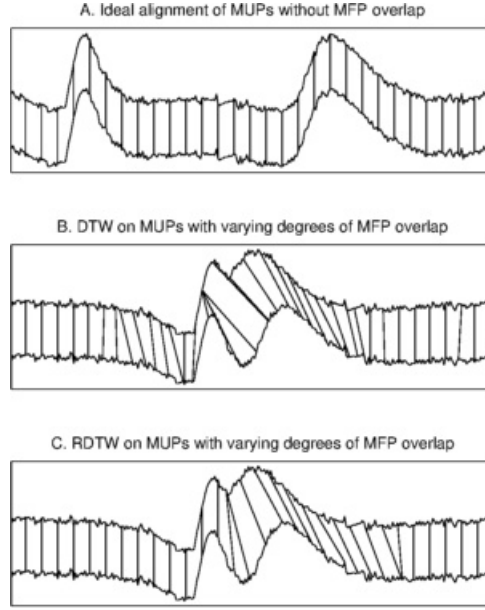 A. Ideal alignment of MUPs without MFP overlap
B. DTW on MUPs with varying degrees of MFP overlap
C. RDTW on MUPs with varying degrees of MFP overlap